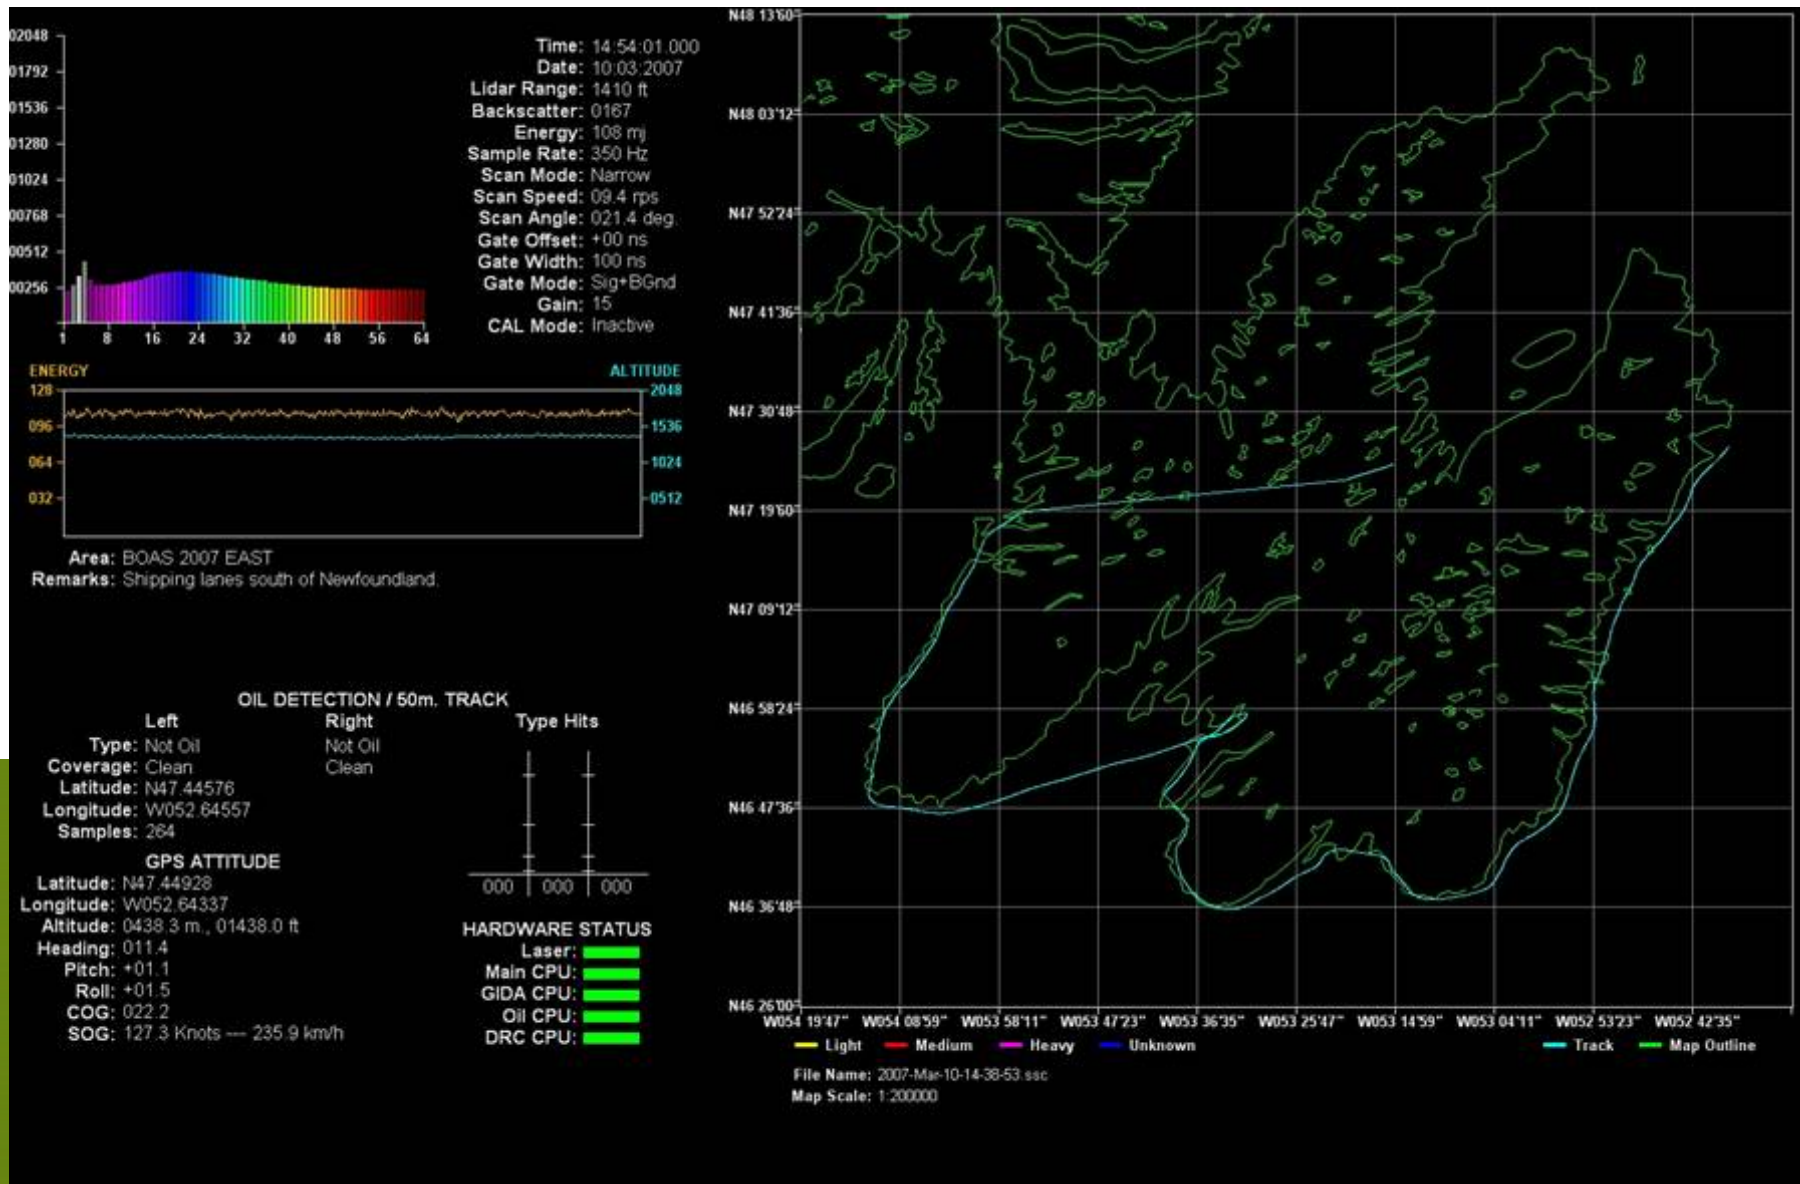 02048
01792
01536
01280
01024
00768
00512
00256
1 8 16 24 32 40 48 56 64
Time: 14:54:01.000
Date: 10:03:2007
Lidar Range: 1410 ft
Backscatter: 0167
Energy: 108 mj
Sample Rate: 350 Hz
Scan Mode: Narrow
Scan Speed: 09.4 rps
Scan Angle: 021.4 deg.
Gate Offset: +00 ns
Gate Width: 100 ns
Gate Mode: Sig+BGnd
Gain: 15
CAL Mode: Inactive
ENERGY ALTITUDE
128 2048
096 1536
064 1024
032 0512
Area: BOAS 2007 EAST
Remarks: Shipping lanes south of Newfoundland.
OIL DETECTION / 50m. TRACK
Left Right Type Hits
Type: Not Oil Not Oil
Coverage: Clean Clean
Latitude: N47.44576
Longitude: W052.64557
Samples: 264
000 000 000
GPS ATTITUDE
Latitude: N47.44928
Longitude: W052.64337
Altitude: 0438.3 m., 01438.0 ft
Heading: 011.4
Pitch: +01.1
Roll: +01.5
COG: 022.2
SOG: 127.3 Knots --- 235.9 km/h
HARDWARE STATUS
Laser:
Main CPU:
GIDA CPU:
Oil CPU:
DRC CPU:
N48 13'60"
N48 03'12"
N47 52'24"
N47 41'36"
N47 30'48"
N47 19'60"
N47 09'12"
N46 58'24"
N46 47'36"
N46 36'48"
N46 26'00"
W054 19'47" W054 08'59" W053 58'11" W053 47'23" W053 36'35" W053 25'47" W053 14'59" W053 04'11" W052 53'23" W052 42'35"
Light Medium Heavy Unknown Track Map Outline
File Name: 2007-Mar-10-14-38-53.ssc
Map Scale: 1:200000